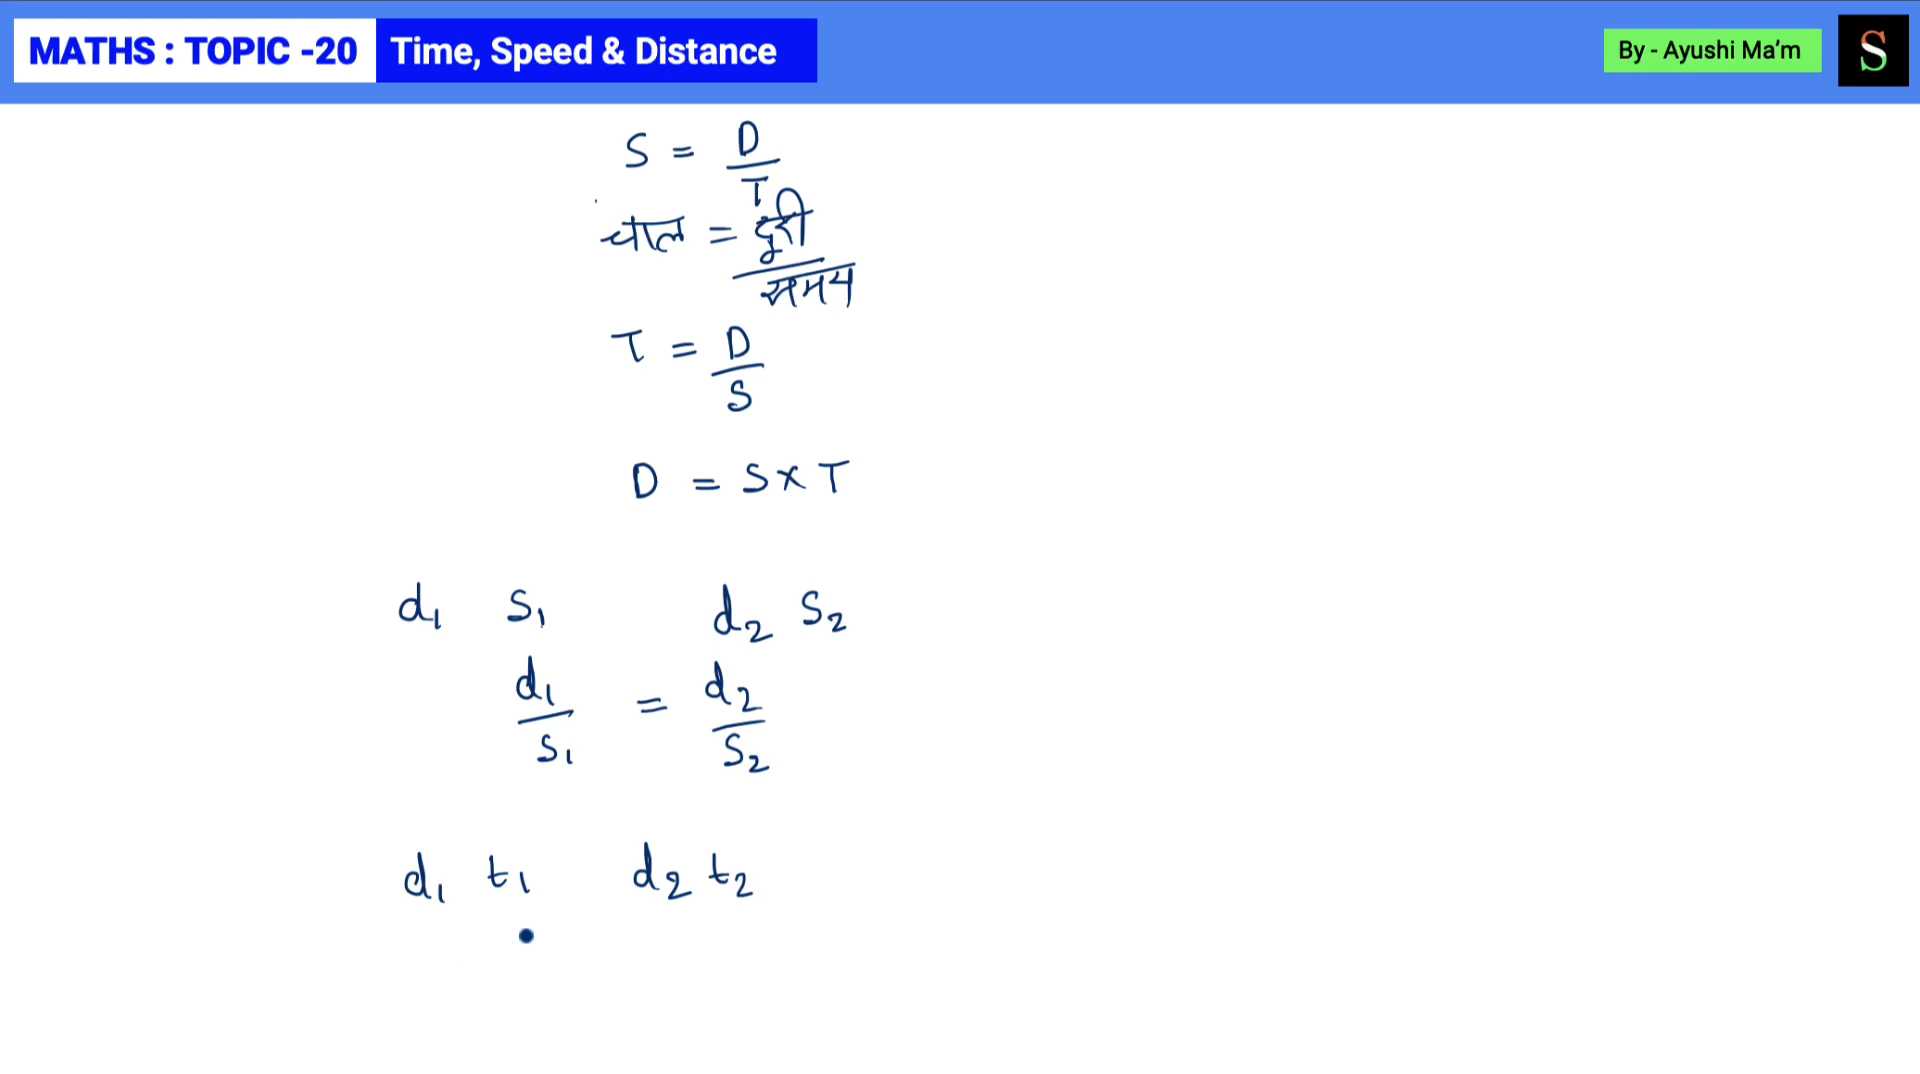 MATHS : TOPIC -20 Time, Speed & Distance By - Ayushi Ma'm S
S = D
T
चाल = दूरी
समय
T = D
S
D = S × T
d1 S1 d2 S2
d1 = d2
S1 S2
d1 t1 d2 t2